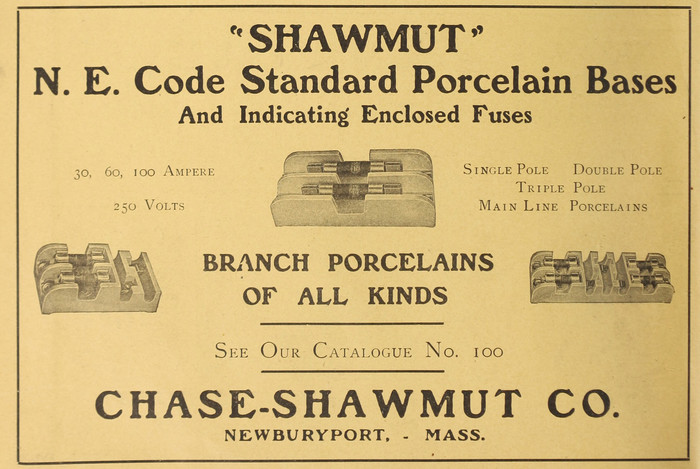 "SHAWMUT"
N. E. Code Standard Porcelain Bases
And Indicating Enclosed Fuses
30, 60, 100 AMPERE
250 VOLTS
SINGLE POLE DOUBLE POLE
TRIPLE POLE
MAIN LINE PORCELAINS
BRANCH PORCELAINS
OF ALL KINDS
SEE OUR CATALOGUE NO. 100
CHASE-SHAWMUT CO.
NEWBURYPORT, - MASS.